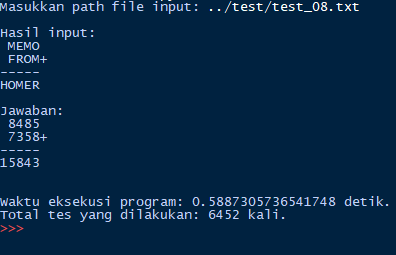 Masukkan path file input: ../test/test_08.txt
Hasil input:
MEMO
FROM+
-----
HOMER
Jawaban:
8485
7358+
-----
15843
Waktu eksekusi program: 0.5887305736541748 detik.
Total tes yang dilakukan: 6452 kali.
>>>